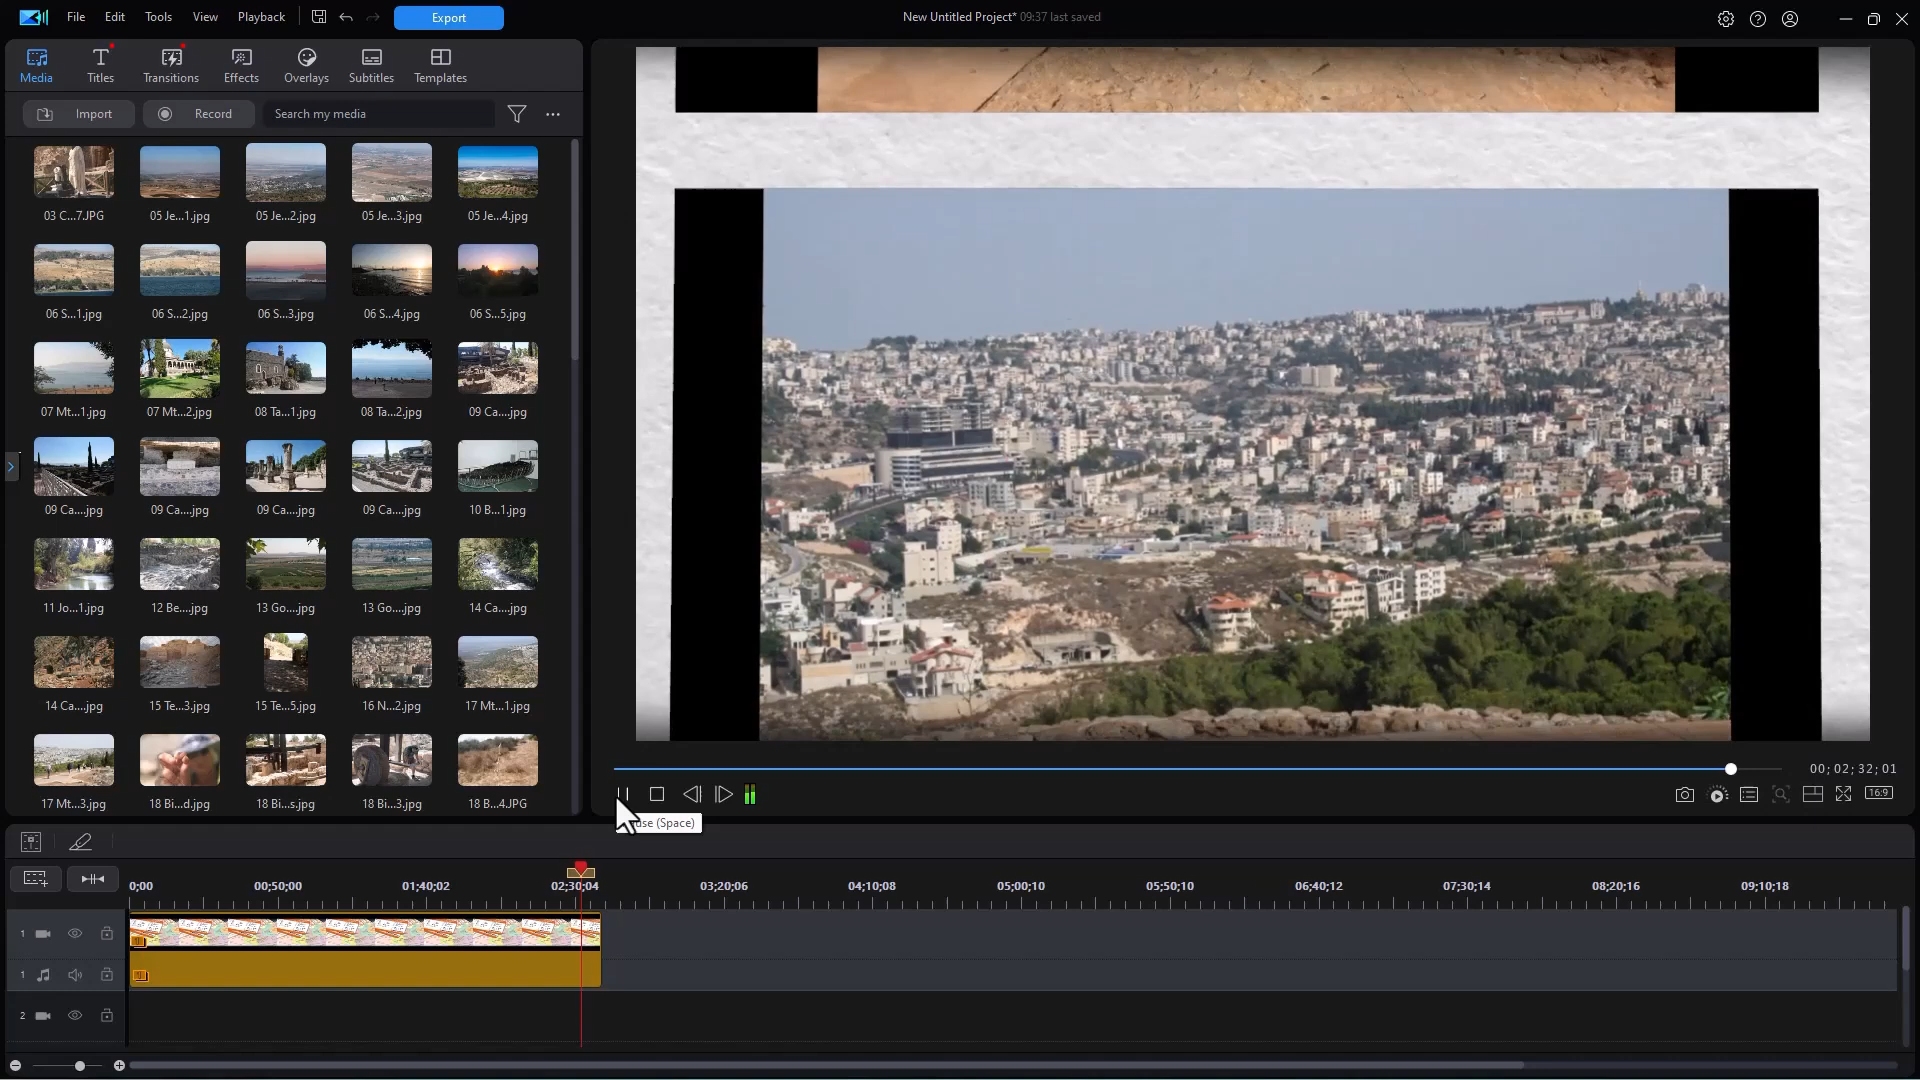 File Edit Tools View Playback Export New Untitled Project* 09:37 last saved
Media Titles Transitions Effects Overlays Subtitles Templates
Import Record Search my media
03 C...7.JPG 05 Je...1.jpg 05 Je...2.jpg 05 Je...3.jpg 05 Je...4.jpg
06 S...1.jpg 06 S...2.jpg 06 S...3.jpg 06 S...4.jpg 06 S...5.jpg
07 Mt...1.jpg 07 Mt...2.jpg 08 Ta...1.jpg 08 Ta...2.jpg 09 Ca....jpg
09 Ca....jpg 09 Ca....jpg 09 Ca....jpg 09 Ca....jpg 10 B...1.jpg
11 Jo...1.jpg 12 Be....jpg 13 Go....jpg 13 Go....jpg 14 Ca....jpg
14 Ca....jpg 15 Te...3.jpg 15 Te...5.jpg 16 N...2.jpg 17 Mt...1.jpg
17 Mt...3.jpg 18 Bi...d.jpg 18 Bi...s.jpg 18 Bi...3.jpg 18 B...4.JPG
00; 02; 32; 01
16:9
use (Space)
0;00 00;50;00 01;40;02 02;30;04 03;20;06 04;10;08 05;00;10 05;50;10 06;40;12 07;30;14 08;20;16 09;10;18
1
1
2